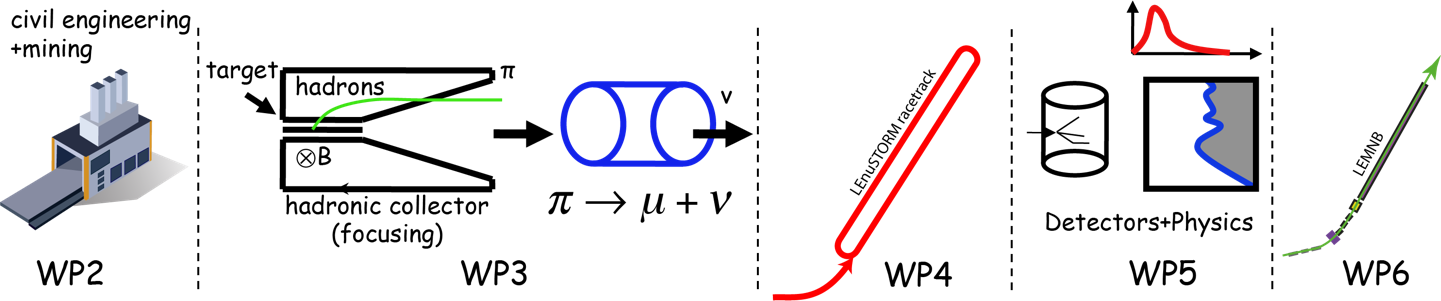 civil engineering
+mining
WP2
target
hadrons
π
⊗B
hadronic collector
(focusing)
ν
π → μ + ν
WP3
LEnuSTORM racetrack
WP4
Detectors+Physics
WP5
LEMNB
WP6